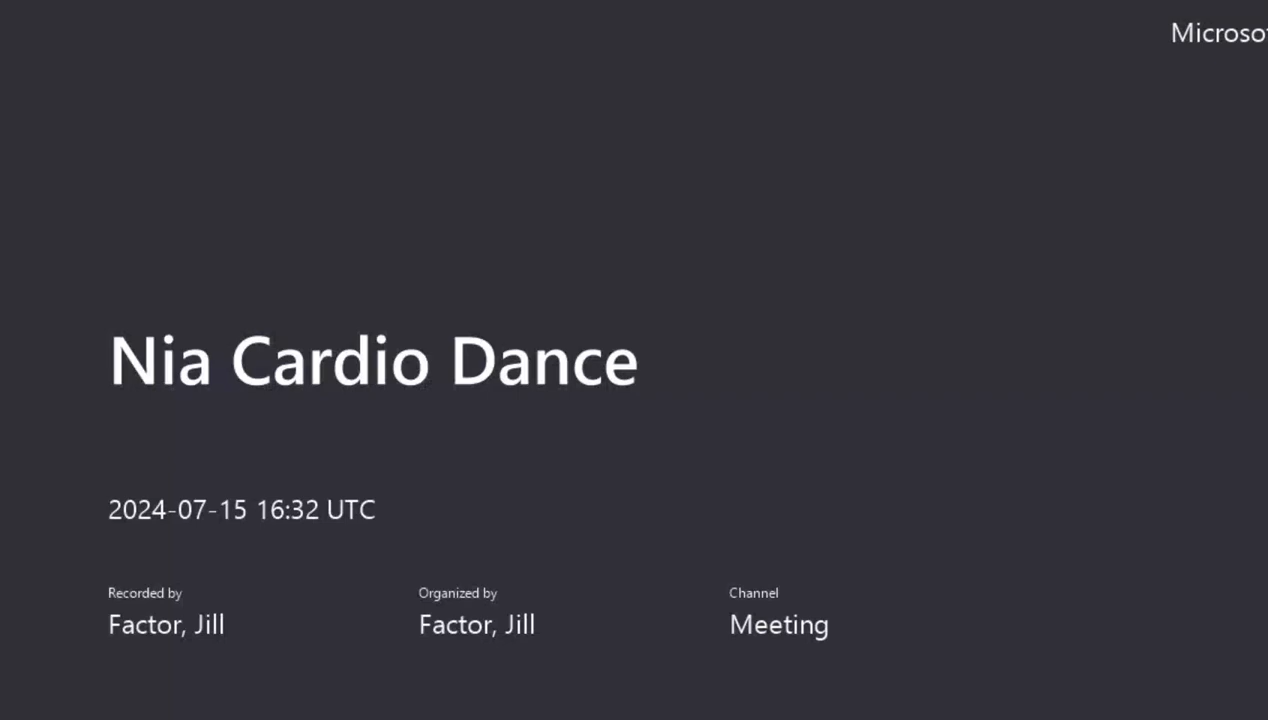 Microsof
Nia Cardio Dance
2024-07-15 16:32 UTC
Recorded by
Organized by
Channel
Factor, Jill
Factor, Jill
Meeting